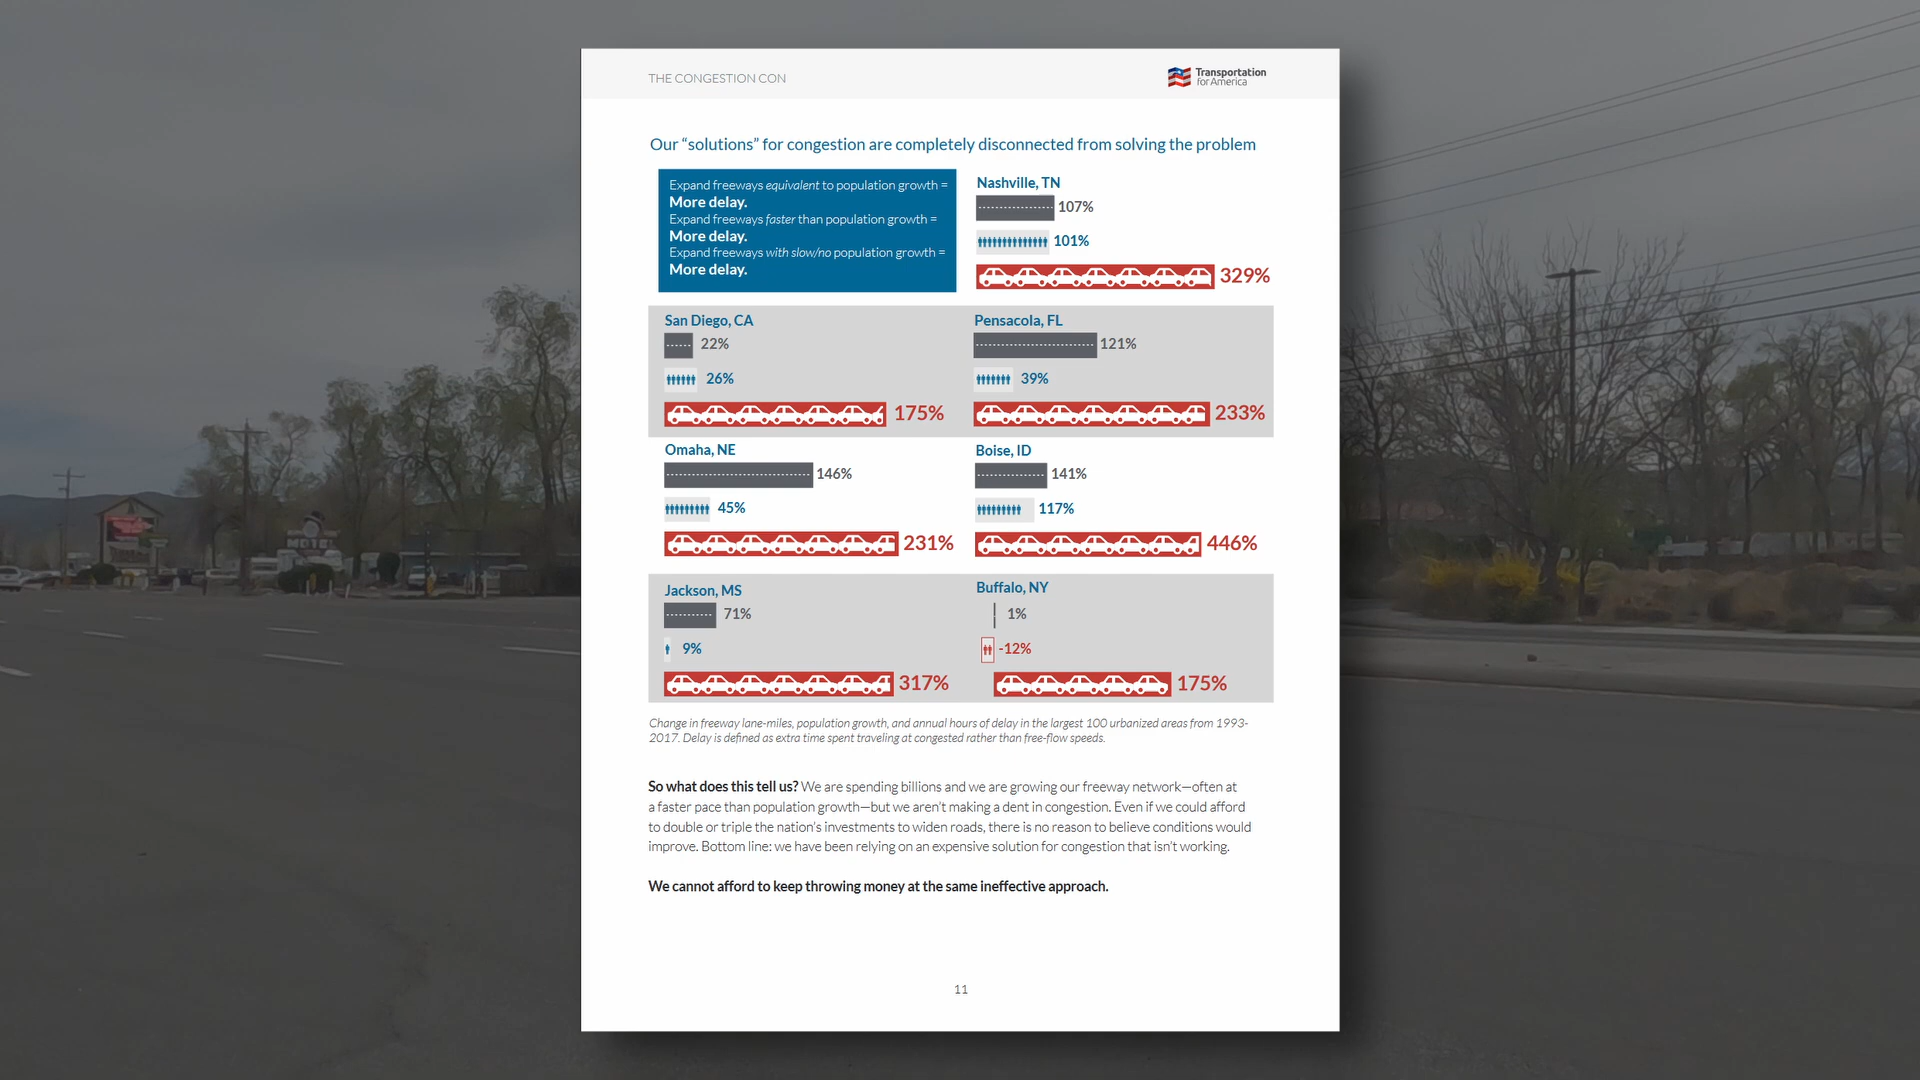 THE CONGESTION CON
Transportation
for America
Our “solutions” for congestion are completely disconnected from solving the problem
Expand freeways equivalent to population growth =
More delay.
Expand freeways faster than population growth =
More delay.
Expand freeways with slow/no population growth =
More delay.
Nashville, TN
107%
101%
329%
San Diego, CA
22%
26%
175%
Pensacola, FL
121%
39%
233%
Omaha, NE
146%
45%
231%
Boise, ID
141%
117%
446%
Jackson, MS
71%
9%
317%
Buffalo, NY
1%
-12%
175%
Change in freeway lane-miles, population growth, and annual hours of delay in the largest 100 urbanized areas from 1993-
2017. Delay is defined as extra time spent traveling at congested rather than free-flow speeds.
So what does this tell us? We are spending billions and we are growing our freeway network—often at
a faster pace than population growth—but we aren’t making a dent in congestion. Even if we could afford
to double or triple the nation’s investments to widen roads, there is no reason to believe conditions would
improve. Bottom line: we have been relying on an expensive solution for congestion that isn’t working.
We cannot afford to keep throwing money at the same ineffective approach.
11
MOTEL